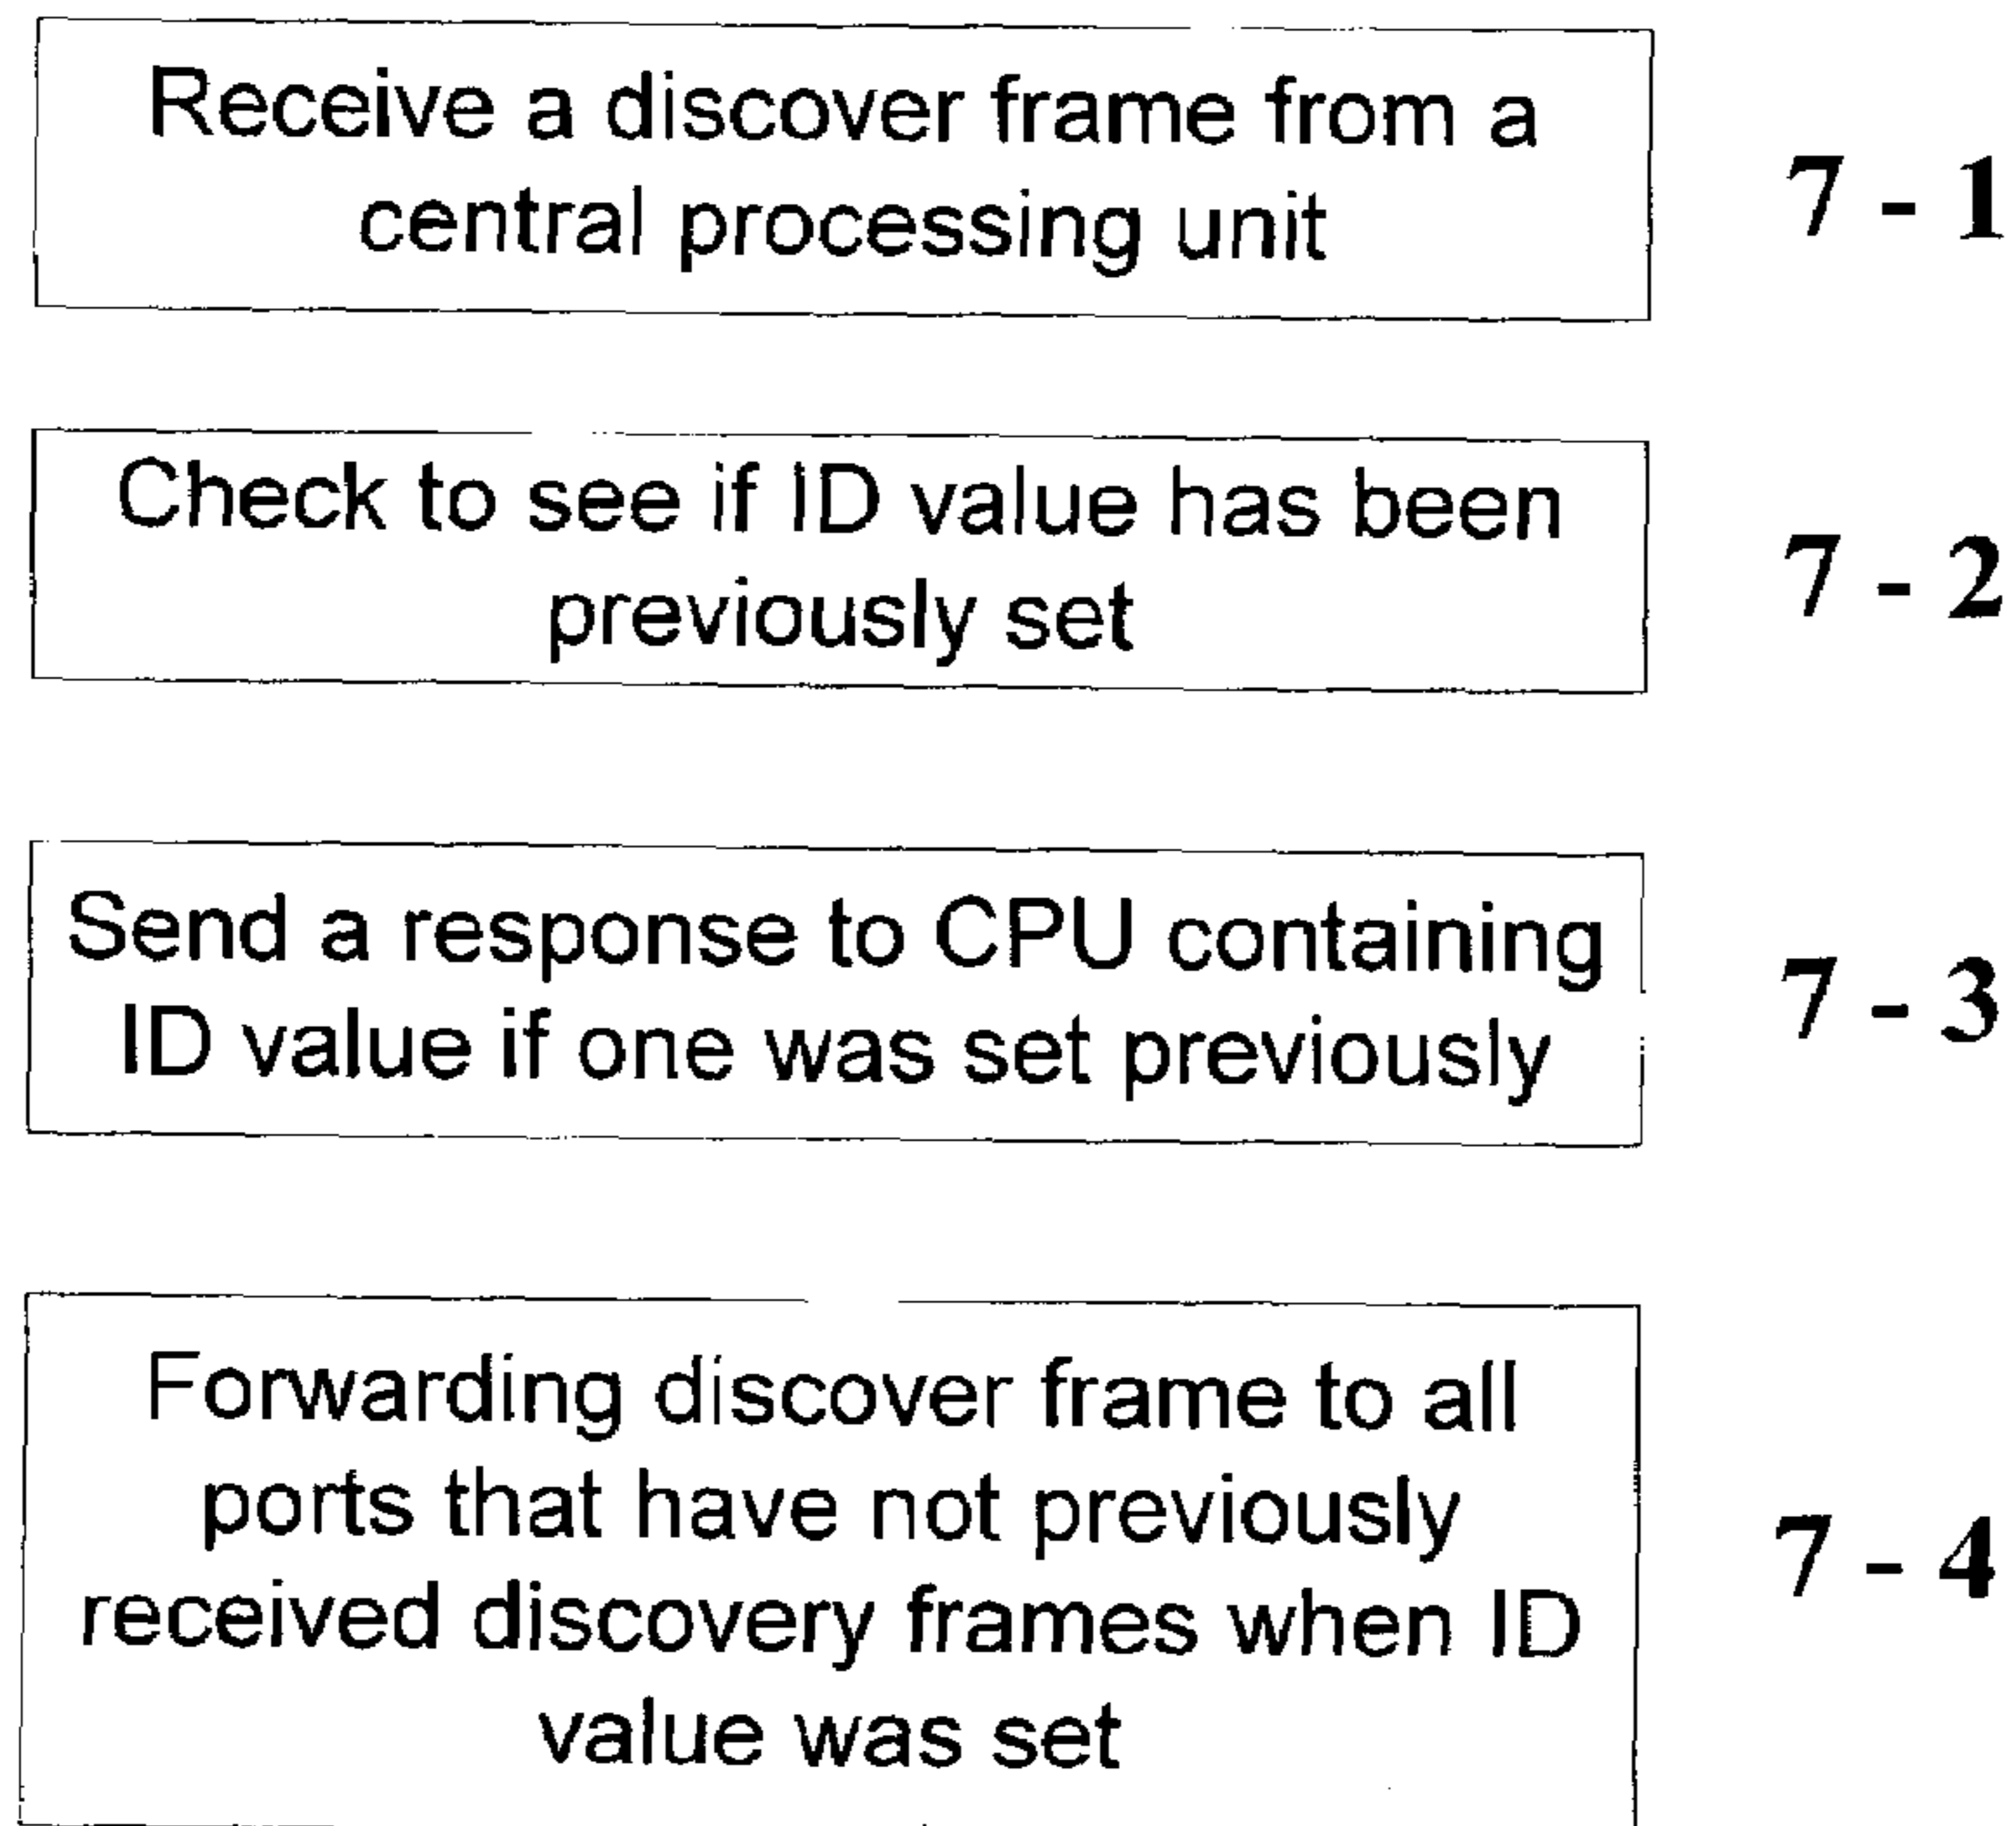 Receive a discover frame from a
central processing unit
7 - 1
Check to see if ID value has been
previously set
7 - 2
Send a response to CPU containing
ID value if one was set previously
7 - 3
Forwarding discover frame to all
ports that have not previously
received discovery frames when ID
value was set
7 - 4